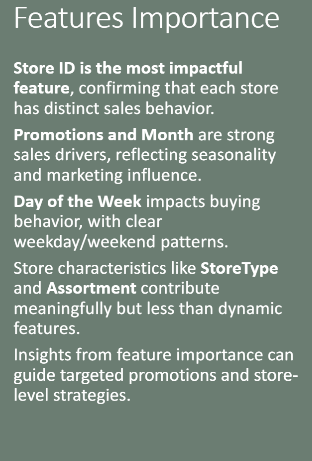 Features Importance
Store ID is the most impactful
feature, confirming that each store
has distinct sales behavior.
Promotions and Month are strong
sales drivers, reflecting seasonality
and marketing influence.
Day of the Week impacts buying
behavior, with clear
weekday/weekend patterns.
Store characteristics like StoreType
and Assortment contribute
meaningfully but less than dynamic
features.
Insights from feature importance can
guide targeted promotions and store-
level strategies.